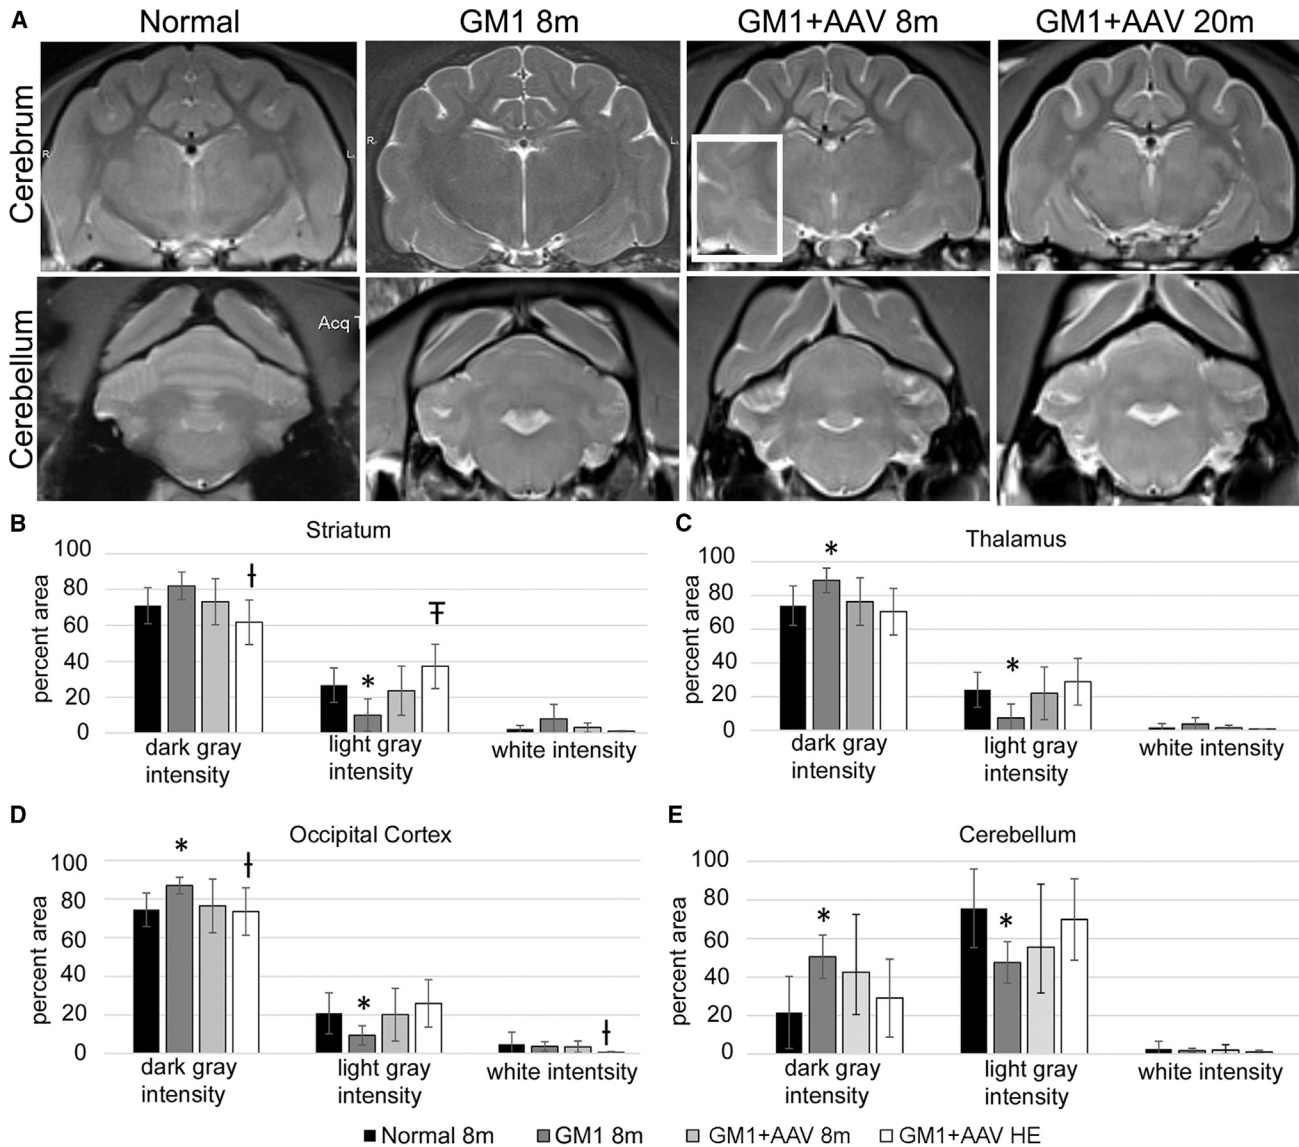 A Normal GM1 8m GM1+AAV 8m GM1+AAV 20m
Cerebrum
R
L
R
L
Cerebellum
Acq T
B Striatum
percent area
100
80
60
40
20
0
*
ƚ
dark gray intensity
light gray intensity
white intensity
C Thalamus
percent area
100
80
60
40
20
0
*
*
dark gray intensity
light gray intensity
white intensity
D Occipital Cortex
percent area
100
80
60
40
20
0
*
ƚ
*
ƚ
dark gray intensity
light gray intensity
white intentsity
E Cerebellum
percent area
100
80
60
40
20
0
*
*
dark gray intensity
light gray intensity
white intensity
Normal 8m GM1 8m GM1+AAV 8m GM1+AAV HE